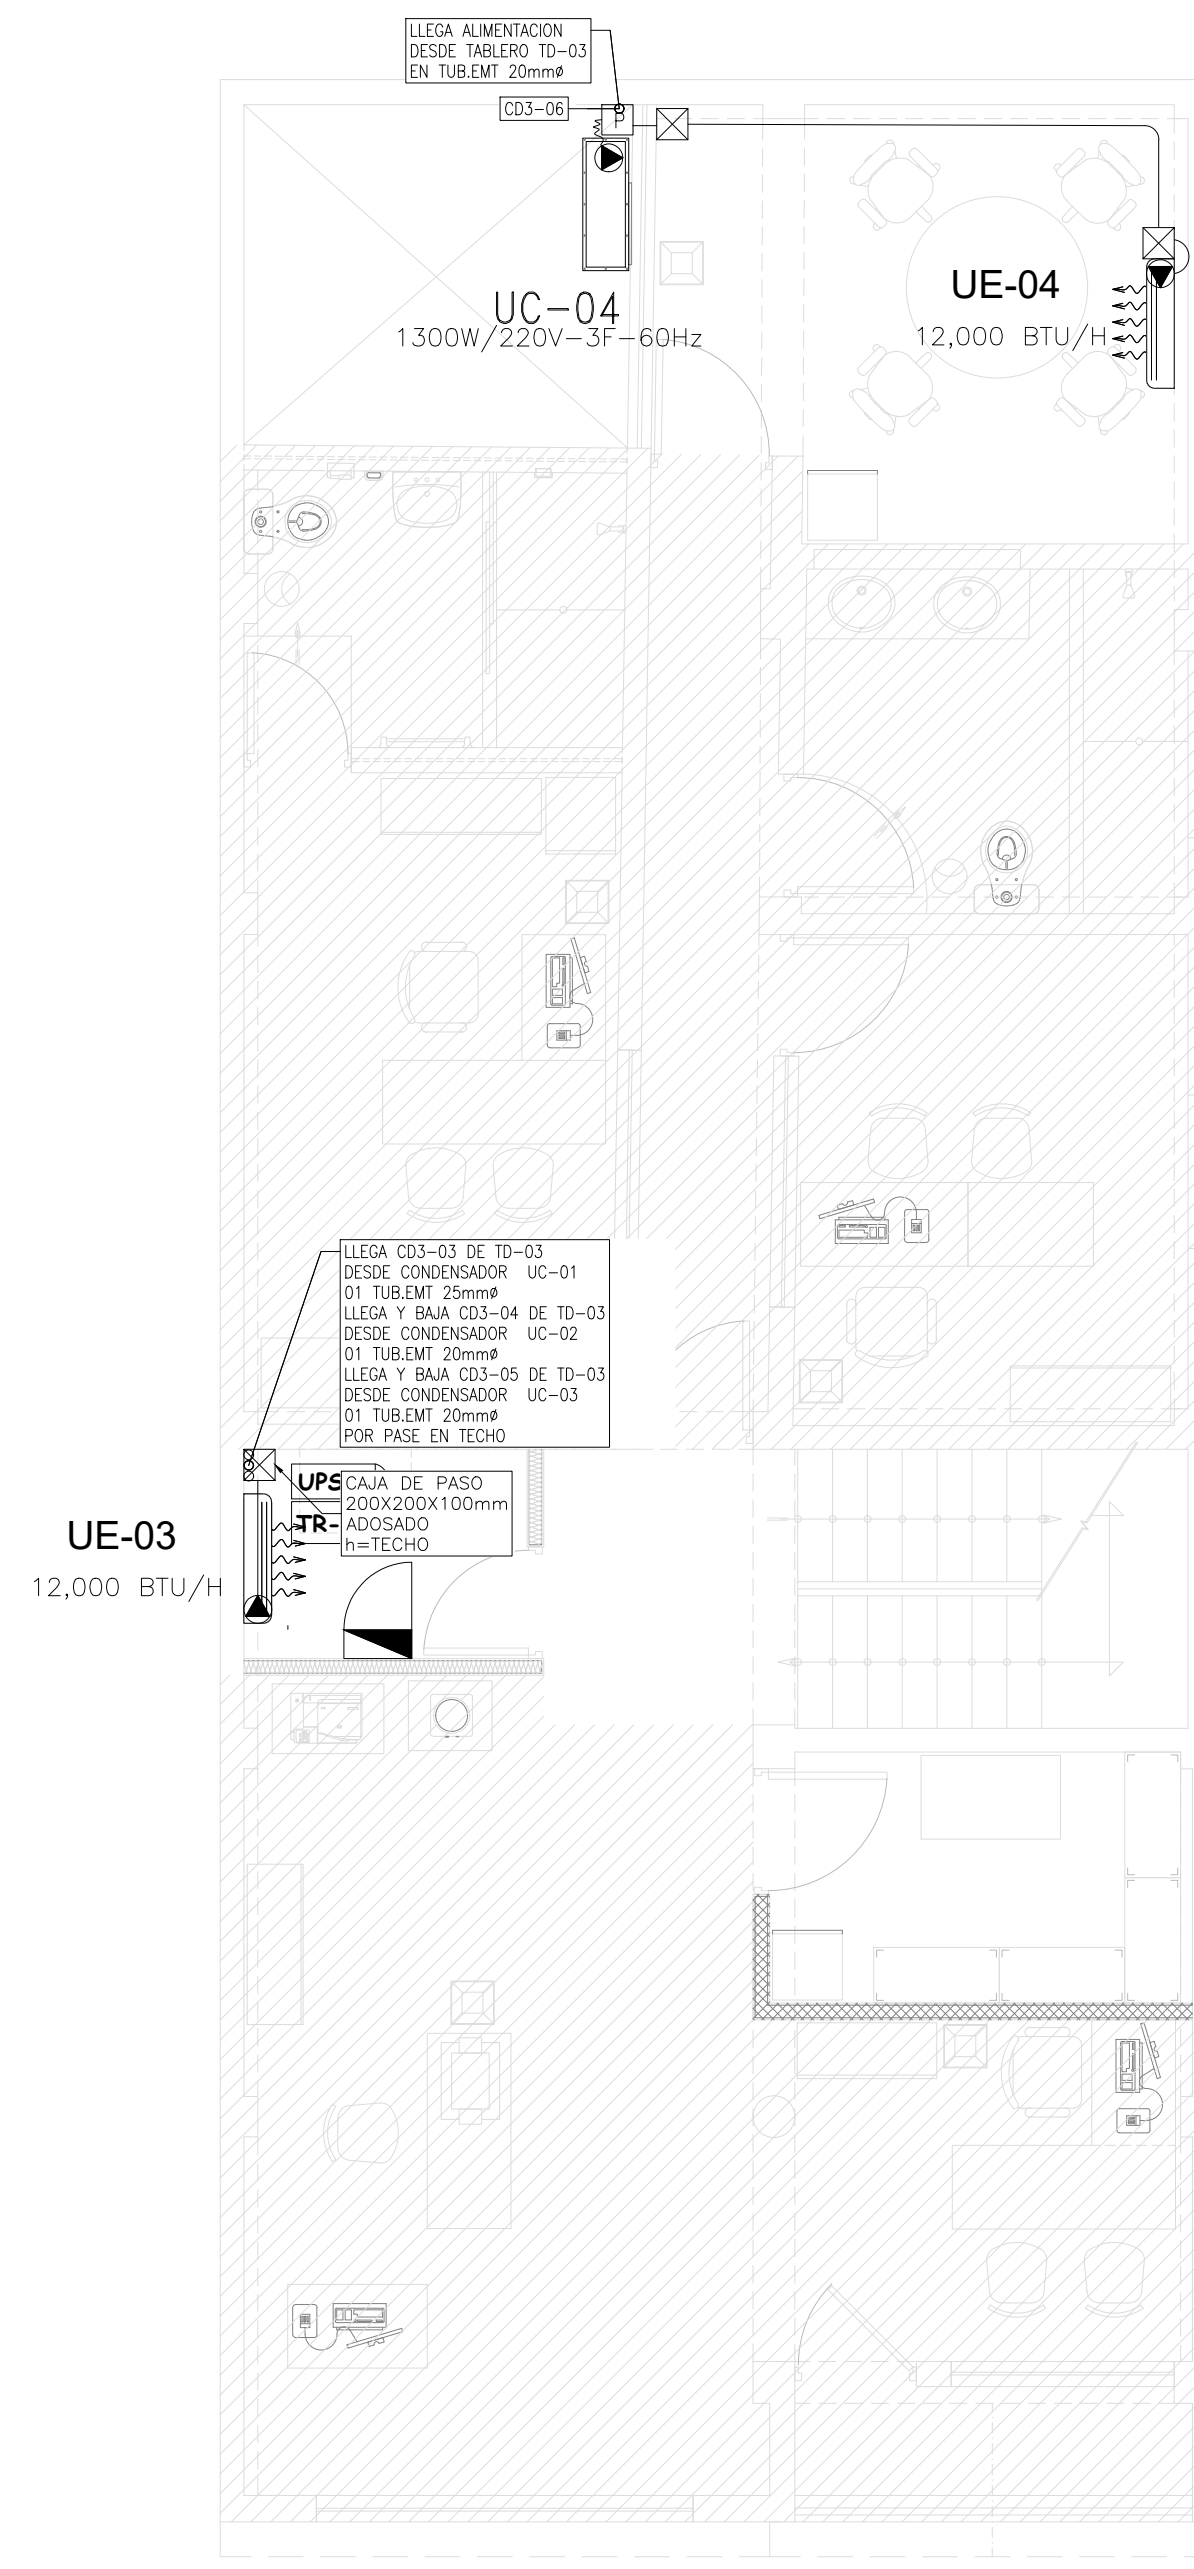 LLEGA ALIMENTACION
DESDE TABLERO TD-03
EN TUB.EMT 20mmø
CD3-06
P
UC-04
1300W/220V-3F-60Hz
UE-04
12,000 BTU/H
LLEGA CD3-03 DE TD-03
DESDE CONDENSADOR UC-01
01 TUB.EMT 25mmø
LLEGA Y BAJA CD3-04 DE TD-03
DESDE CONDENSADOR UC-02
01 TUB.EMT 20mmø
LLEGA Y BAJA CD3-05 DE TD-03
DESDE CONDENSADOR UC-03
01 TUB.EMT 20mmø
POR PASE EN TECHO
UPS
TR-
CAJA DE PASO
200X200X100mm
ADOSADO
h=TECHO
UE-03
12,000 BTU/H